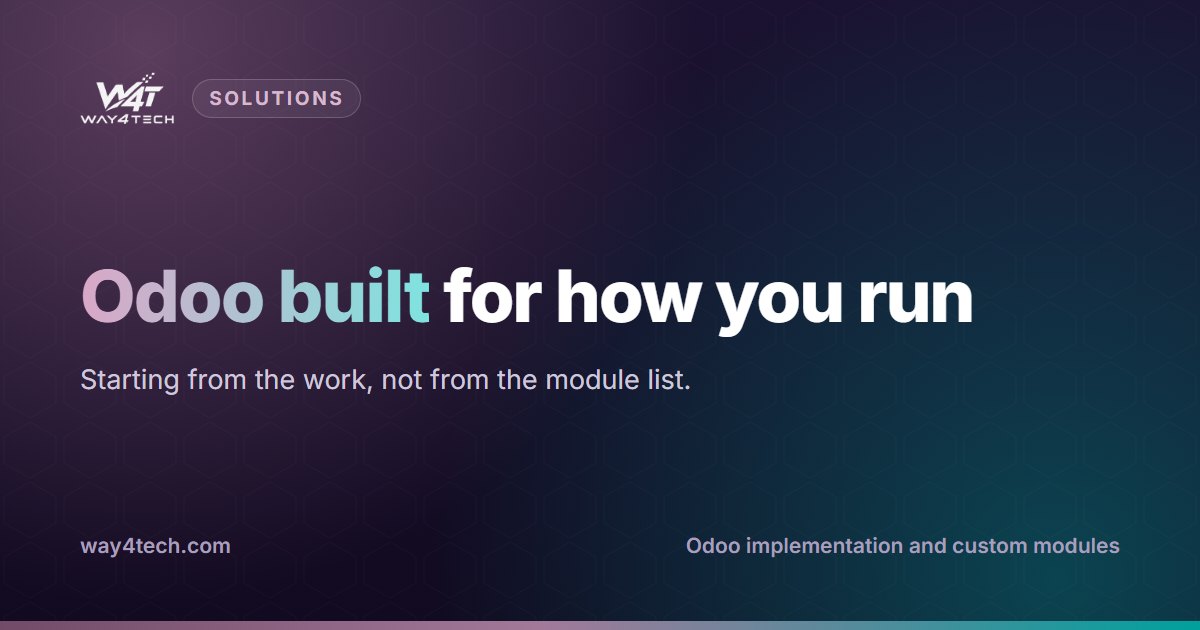 W4T
WAY4TECH
SOLUTIONS
Odoo built for how you run
Starting from the work, not from the module list.
way4tech.com
Odoo implementation and custom modules